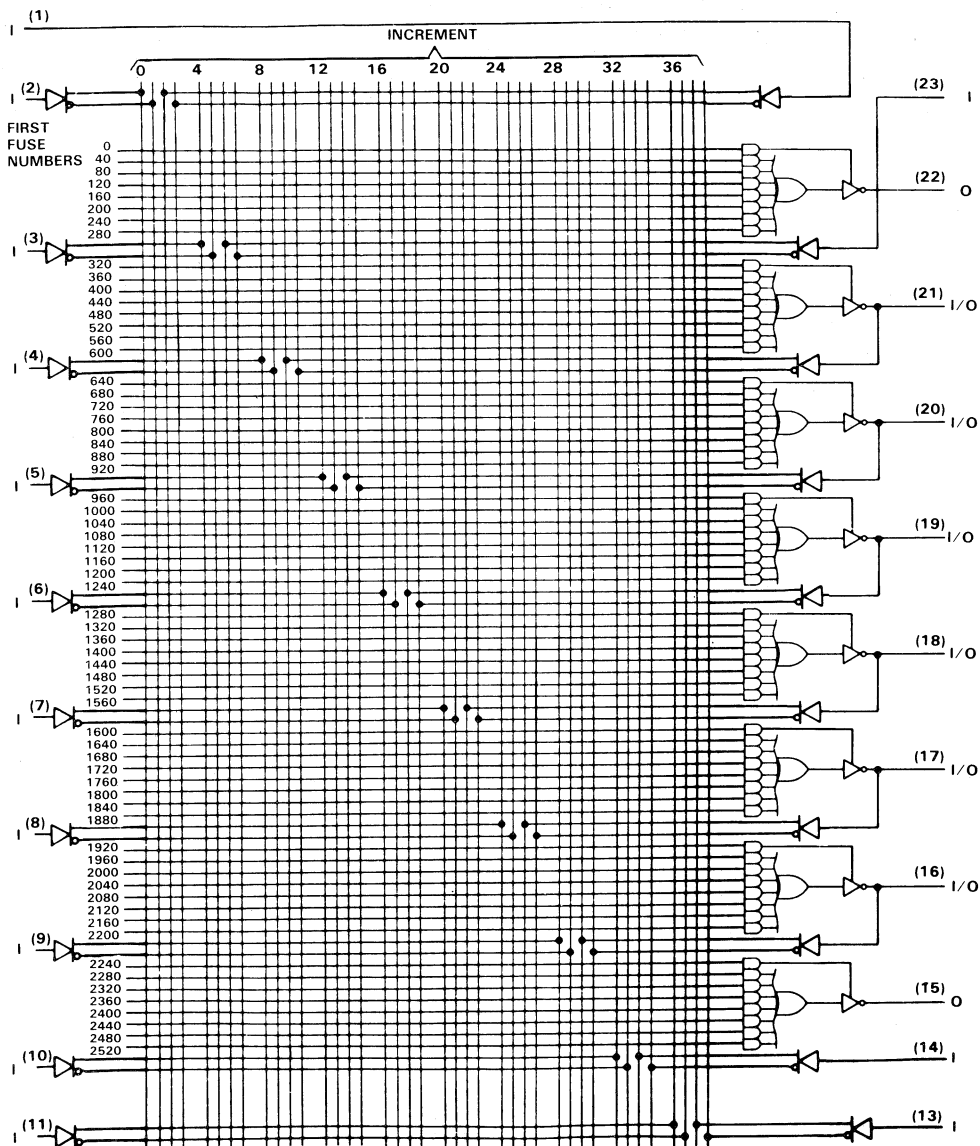 I (1)
INCREMENT
0 4 8 12 16 20 24 28 32 36
I (2)
(23) I
FIRST
FUSE
NUMBERS
0
40
80
120
160
200
240
280
(22) O
I (3)
320
360
400
440
480
520
560
600
(21) I/O
I (4)
640
680
720
760
800
840
880
920
(20) I/O
I (5)
960
1000
1040
1080
1120
1160
1200
1240
(19) I/O
I (6)
1280
1320
1360
1400
1440
1480
1520
1560
(18) I/O
I (7)
1600
1640
1680
1720
1760
1800
1840
1880
(17) I/O
I (8)
1920
1960
2000
2040
2080
2120
2160
2200
(16) I/O
I (9)
2240
2280
2320
2360
2400
2440
2480
2520
(15) O
I (10)
(14) I
I (11)
(13) I